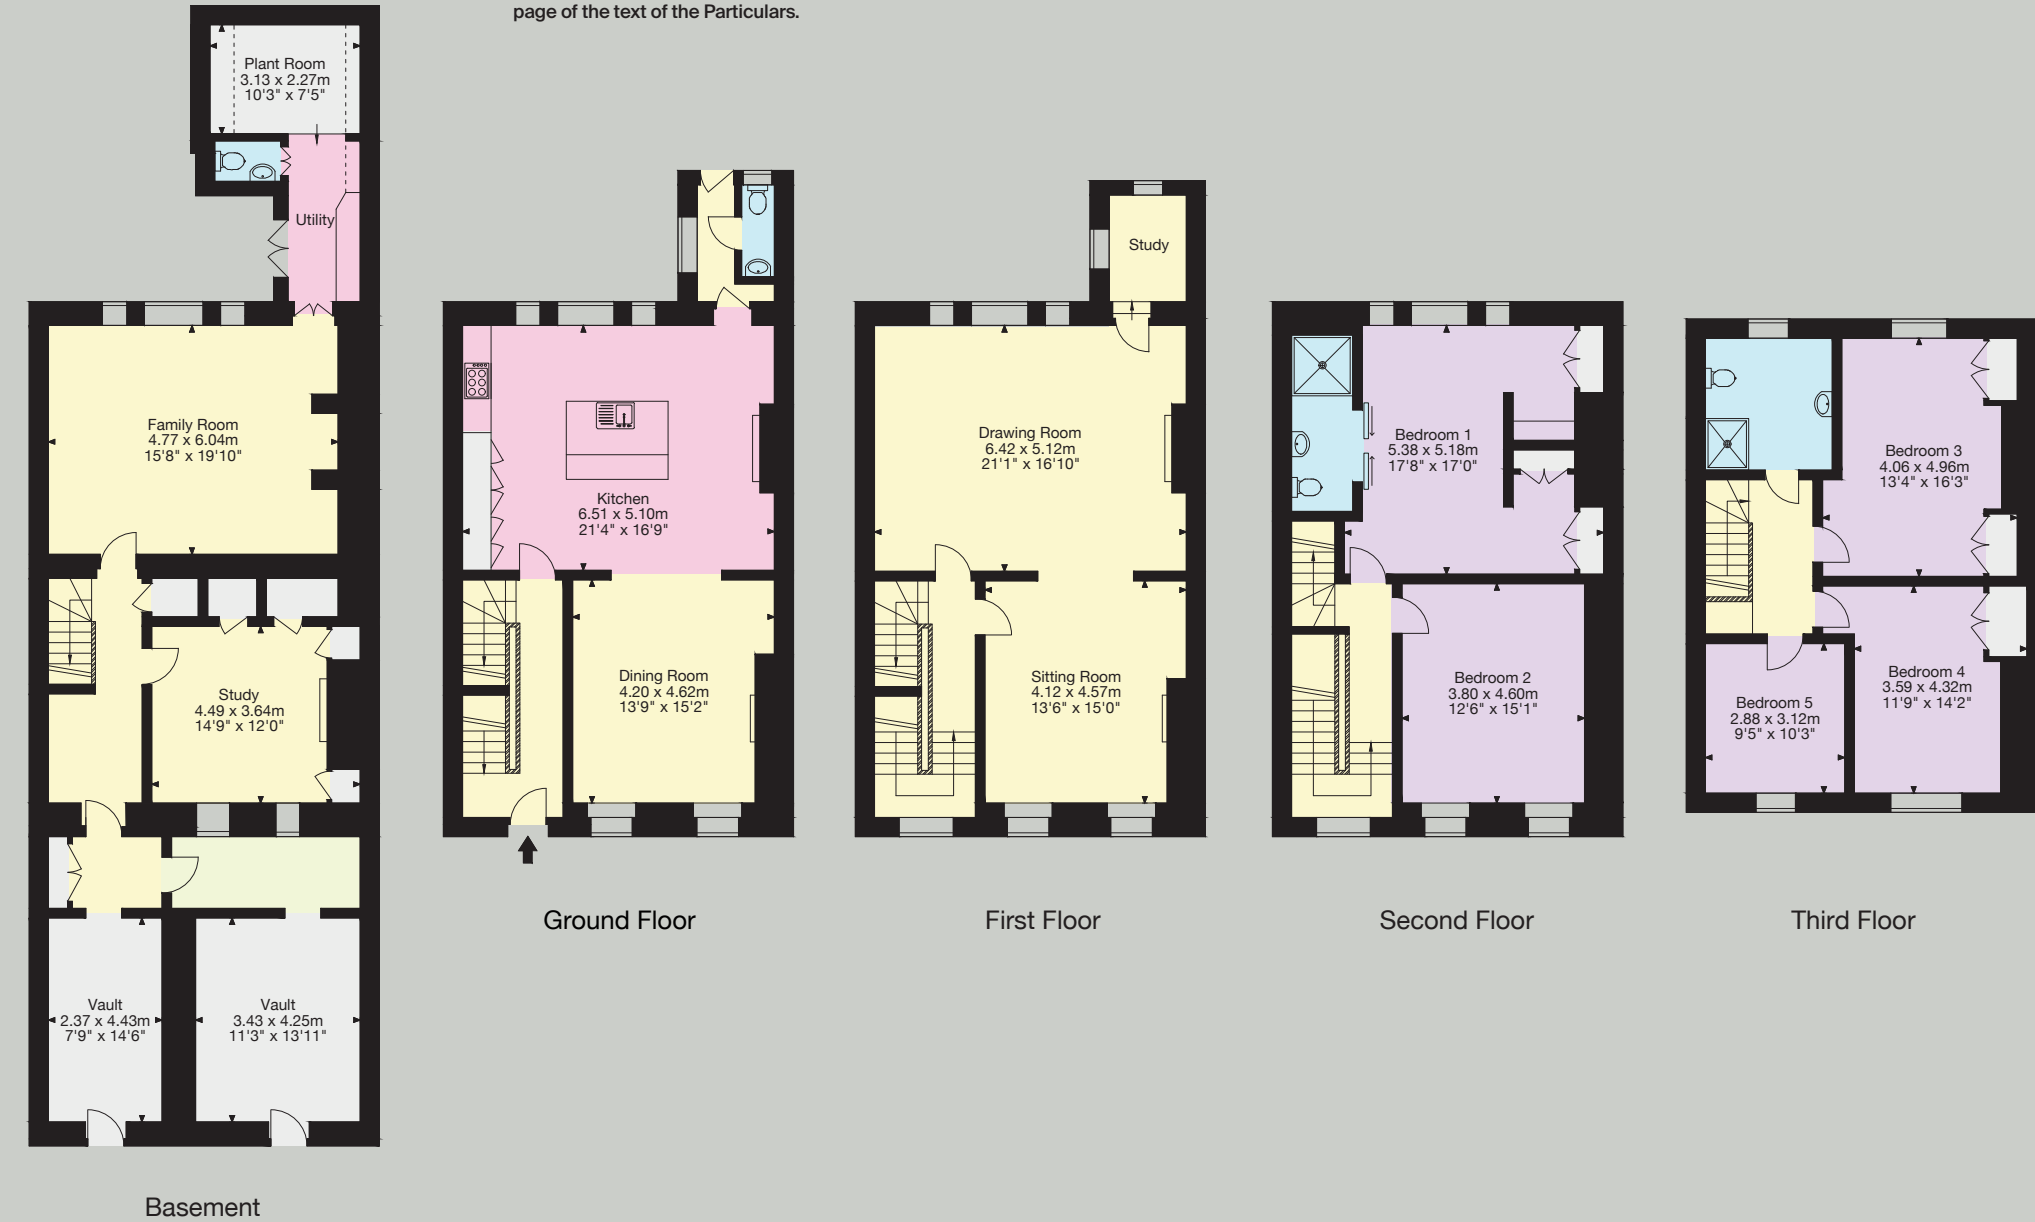 page of the text of the Particulars.
Plant Room
3.13 x 2.27m
10'3" x 7'5"
Utility
Family Room
4.77 x 6.04m
15'8" x 19'10"
Study
4.49 x 3.64m
14'9" x 12'0"
Vault
2.37 x 4.43m
7'9" x 14'6"
Vault
3.43 x 4.25m
11'3" x 13'11"
Basement
Kitchen
6.51 x 5.10m
21'4" x 16'9"
Dining Room
4.20 x 4.62m
13'9" x 15'2"
Ground Floor
Study
Drawing Room
6.42 x 5.12m
21'1" x 16'10"
Sitting Room
4.12 x 4.57m
13'6" x 15'0"
First Floor
Bedroom 1
5.38 x 5.18m
17'8" x 17'0"
Bedroom 2
3.80 x 4.60m
12'6" x 15'1"
Second Floor
Bedroom 3
4.06 x 4.96m
13'4" x 16'3"
Bedroom 4
3.59 x 4.32m
11'9" x 14'2"
Bedroom 5
2.88 x 3.12m
9'5" x 10'3"
Third Floor